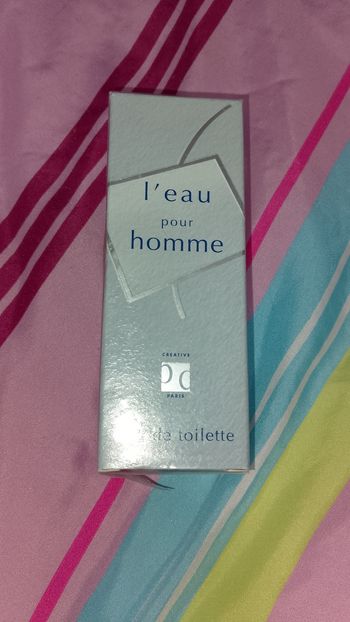 l'eau
pour
homme
CREATIVE
PARIS
de toilette